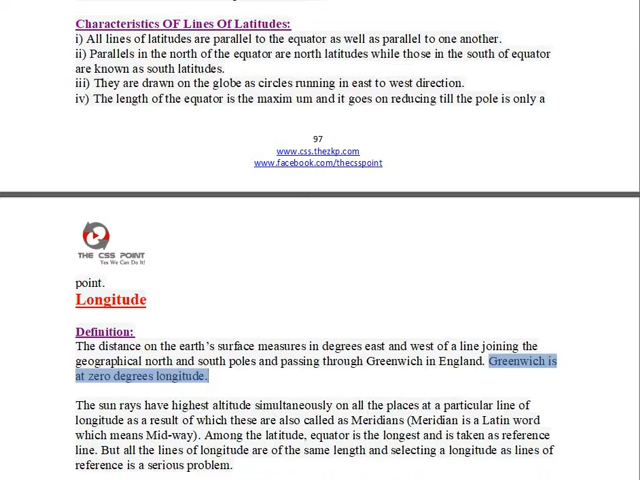 Characteristics OF Lines Of Latitudes:
i) All lines of latitudes are parallel to the equator as well as parallel to one another.
ii) Parallels in the north of the equator are north latitudes while those in the south of equator
are known as south latitudes.
iii) They are drawn on the globe as circles running in east to west direction.
iv) The length of the equator is the maxim um and it goes on reducing till the pole is only a
97
www.css.thezkp.com
www.facebook.com/thecsspoint
THE CSS POINT
Yes We Can Do It!
point.
Longitude
Definition:
The distance on the earth's surface measures in degrees east and west of a line joining the
geographical north and south poles and passing through Greenwich in England. Greenwich is
at zero degrees longitude.
The sun rays have highest altitude simultaneously on all the places at a particular line of
longitude as a result of which these are also called as Meridians (Meridian is a Latin word
which means Mid-way). Among the latitude, equator is the longest and is taken as reference
line. But all the lines of longitude are of the same length and selecting a longitude as lines of
reference is a serious problem.